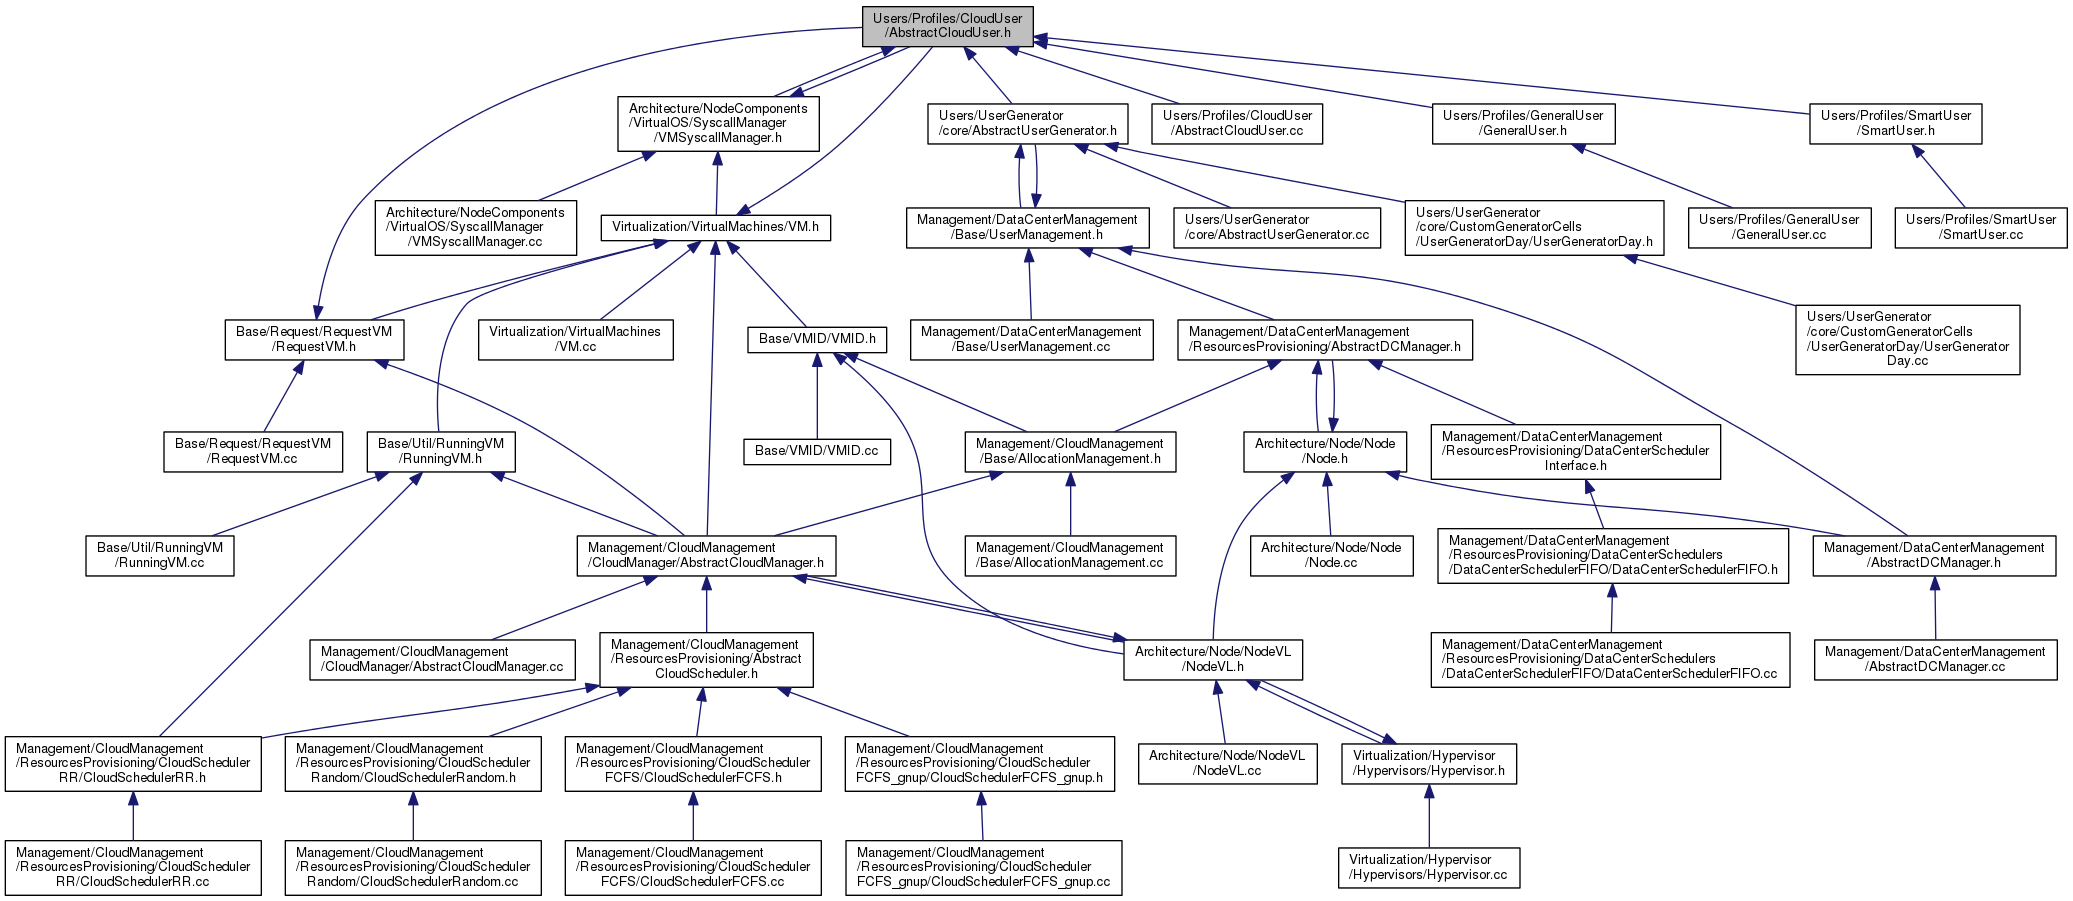 Users/Profiles/CloudUser
/AbstractCloudUser.h
Architecture/NodeComponents
/VirtualOS/SyscallManager
/VMSyscallManager.h
Users/UserGenerator
/core/AbstractUserGenerator.h
Users/Profiles/CloudUser
/AbstractCloudUser.cc
Users/Profiles/GeneralUser
/GeneralUser.h
Users/Profiles/SmartUser
/SmartUser.h
Architecture/NodeComponents
/VirtualOS/SyscallManager
/VMSyscallManager.cc
Virtualization/VirtualMachines/VM.h
Management/DataCenterManagement
/Base/UserManagement.h
Users/UserGenerator
/core/AbstractUserGenerator.cc
Users/UserGenerator
/core/CustomGeneratorCells
/UserGeneratorDay/UserGeneratorDay.h
Users/Profiles/GeneralUser
/GeneralUser.cc
Users/Profiles/SmartUser
/SmartUser.cc
Base/Request/RequestVM
/RequestVM.h
Virtualization/VirtualMachines
/VM.cc
Base/VMID/VMID.h
Management/DataCenterManagement
/Base/UserManagement.cc
Management/DataCenterManagement
/ResourcesProvisioning/AbstractDCManager.h
Users/UserGenerator
/core/CustomGeneratorCells
/UserGeneratorDay/UserGenerator
Day.cc
Base/Request/RequestVM
/RequestVM.cc
Base/Util/RunningVM
/RunningVM.h
Base/VMID/VMID.cc
Management/CloudManagement
/Base/AllocationManagement.h
Architecture/Node/Node
/Node.h
Management/DataCenterManagement
/ResourcesProvisioning/DataCenterScheduler
Interface.h
Base/Util/RunningVM
/RunningVM.cc
Management/CloudManagement
/CloudManager/AbstractCloudManager.h
Management/CloudManagement
/Base/AllocationManagement.cc
Architecture/Node/Node
/Node.cc
Management/DataCenterManagement
/ResourcesProvisioning/DataCenterSchedulers
/DataCenterSchedulerFIFO/DataCenterSchedulerFIFO.h
Management/DataCenterManagement
/AbstractDCManager.h
Management/CloudManagement
/CloudManager/AbstractCloudManager.cc
Management/CloudManagement
/ResourcesProvisioning/Abstract
CloudScheduler.h
Architecture/Node/NodeVL
/NodeVL.h
Management/DataCenterManagement
/ResourcesProvisioning/DataCenterSchedulers
/DataCenterSchedulerFIFO/DataCenterSchedulerFIFO.cc
Management/DataCenterManagement
/AbstractDCManager.cc
Management/CloudManagement
/ResourcesProvisioning/CloudScheduler
RR/CloudSchedulerRR.h
Management/CloudManagement
/ResourcesProvisioning/CloudScheduler
Random/CloudSchedulerRandom.h
Management/CloudManagement
/ResourcesProvisioning/CloudScheduler
FCFS/CloudSchedulerFCFS.h
Management/CloudManagement
/ResourcesProvisioning/CloudScheduler
FCFS_gnup/CloudSchedulerFCFS_gnup.h
Architecture/Node/NodeVL
/NodeVL.cc
Virtualization/Hypervisor
/Hypervisors/Hypervisor.h
Management/CloudManagement
/ResourcesProvisioning/CloudScheduler
RR/CloudSchedulerRR.cc
Management/CloudManagement
/ResourcesProvisioning/CloudScheduler
Random/CloudSchedulerRandom.cc
Management/CloudManagement
/ResourcesProvisioning/CloudScheduler
FCFS/CloudSchedulerFCFS.cc
Management/CloudManagement
/ResourcesProvisioning/CloudScheduler
FCFS_gnup/CloudSchedulerFCFS_gnup.cc
Virtualization/Hypervisor
/Hypervisors/Hypervisor.cc